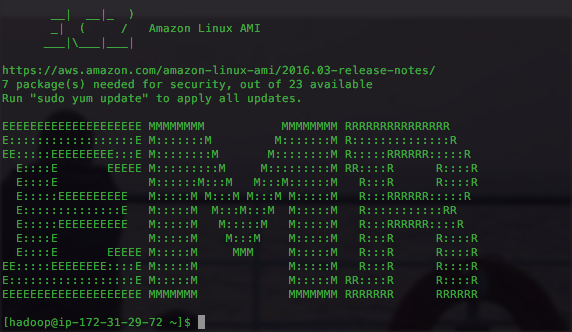 __|  __|_  )
       _|  (     /   Amazon Linux AMI
      ___|\___|___|

https://aws.amazon.com/amazon-linux-ami/2016.03-release-notes/
7 package(s) needed for security, out of 23 available
Run "sudo yum update" to apply all updates.

EEEEEEEEEEEEEEEEEEEE MMMMMMMM           MMMMMMMM RRRRRRRRRRRRRRR
E::::::::::::::::::E M:::::::M         M:::::::M R::::::::::::::R
EE:::::EEEEEEEEE:::E M::::::::M       M::::::::M R:::::RRRRRR:::::R
  E::::E       EEEEE M:::::::::M     M:::::::::M RR::::R      R::::R
  E::::E             M::::::M:::M   M:::M::::::M   R:::R      R::::R
  E:::::EEEEEEEEEE   M:::::M M:::M M:::M M:::::M   R:::RRRRRR:::::R
  E::::::::::::::E   M:::::M  M:::M:::M  M:::::M   R:::::::::::RR
  E:::::EEEEEEEEEE   M:::::M   M:::::M   M:::::M   R:::RRRRRR::::R
  E::::E             M:::::M    M:::M    M:::::M   R:::R      R::::R
  E::::E       EEEEE M:::::M     MMM     M:::::M   R:::R      R::::R
EE:::::EEEEEEEE::::E M:::::M             M:::::M   R:::R      R::::R
E::::::::::::::::::E M:::::M             M:::::M RR::::R      R::::R
EEEEEEEEEEEEEEEEEEEE MMMMMMM             MMMMMMM RRRRRRR      RRRRRR

[hadoop@ip-172-31-29-72 ~]$